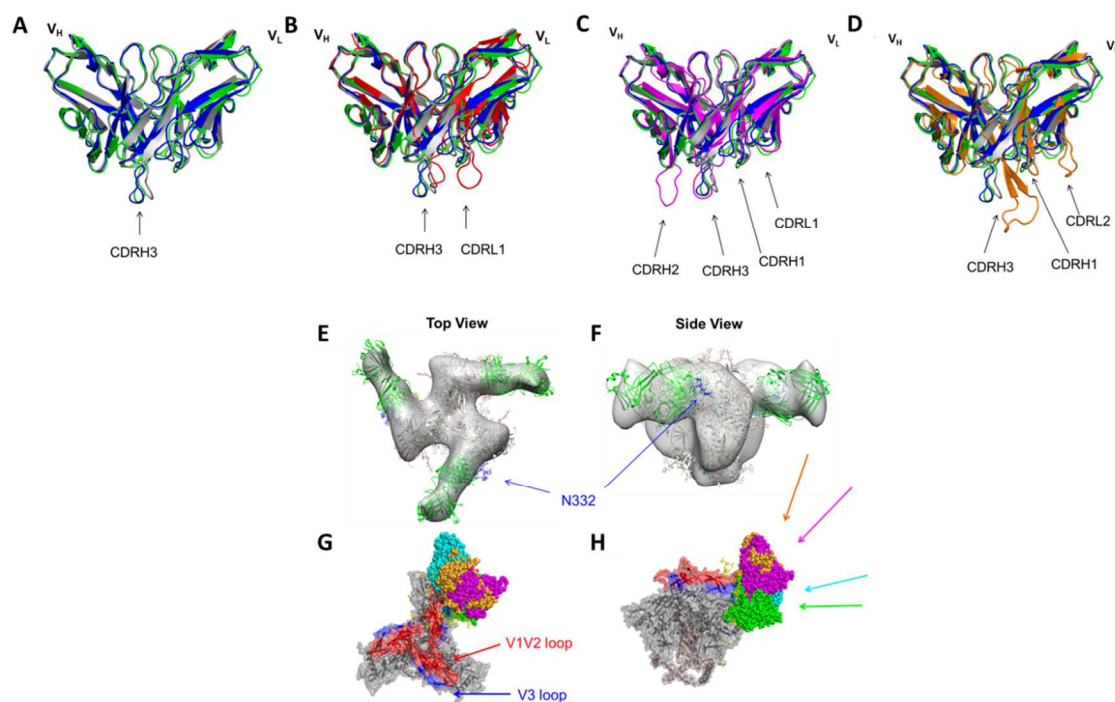 A
B
C
D
VH
VL
VH
VL
VH
VL
VH
V
CDRH3
CDRH3
CDRL1
CDRH2
CDRH3
CDRH1
CDRL1
CDRH3
CDRH1
CDRL2
E
Top View
F
Side View
N332
G
H
V1V2 loop
V3 loop